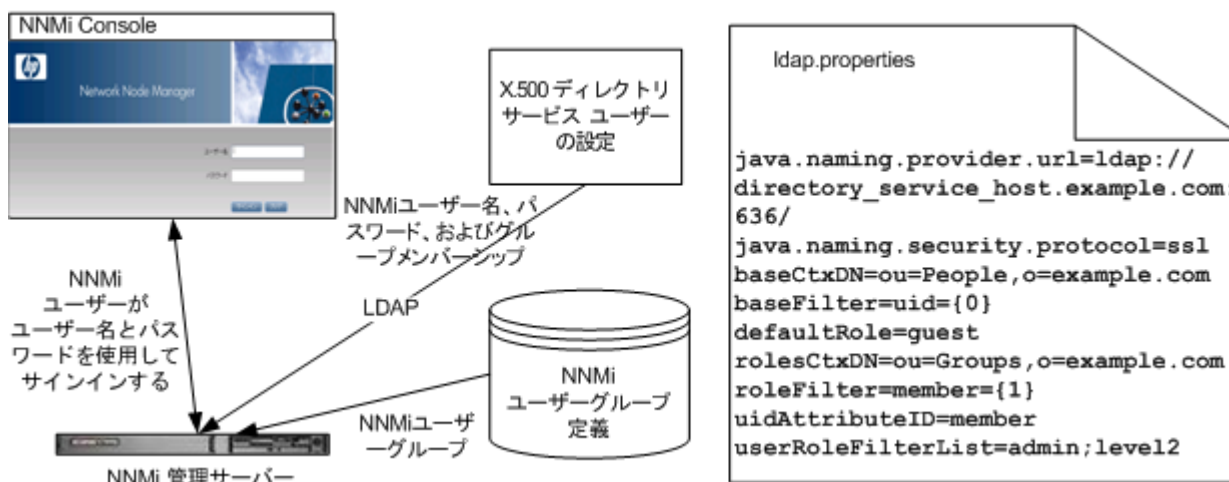 NNMi Console
hp
Network Node Manager
ユーザー名
パスワード
NNMi
ユーザーが
ユーザー名とパス
ワードを使用して
サインインする
NNMi 管理サーバー
X.500 ディレクトリ
サービス ユーザー
の設定
NNMiユーザー名、パ
スワード、およびグル
ープメンバーシップ
LDAP
NNMiユーザ
ーグループ
NNMi
ユーザーグループ
定義
ldap.properties
java.naming.provider.url=ldap://
directory_service_host.example.com:
636/
java.naming.security.protocol=ssl
baseCtxDN=ou=People,o=example.com
baseFilter=uid={0}
defaultRole=guest
rolesCtxDN=ou=Groups,o=example.com
roleFilter=member={1}
uidAttributeID=member
userRoleFilterList=admin;level2